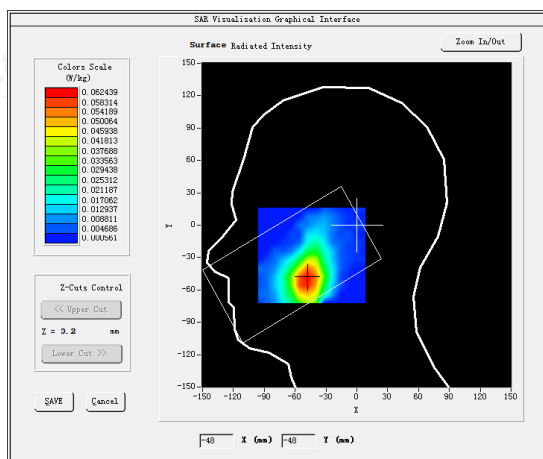 SAR Visualisation Graphical Interface
Surface Radiated Intensity
Zoom In/Out
Colors Scale
(W/kg)
0.062439
0.058314
0.054189
0.050064
0.045938
0.041813
0.037688
0.033563
0.029438
0.025312
0.021187
0.017062
0.012937
0.008811
0.004686
0.000561
150
120
90
60
30
0
-30
-60
-90
-120
-150
Y
-150 -120 -90 -60 -30 0 30 60 90 120 150
X
Z-Cuts Control
<< Upper Cut
Z = 0.2 mm
Lower Cut >>
SAVE Cancel
-48 X (mm) -48 Y (mm)